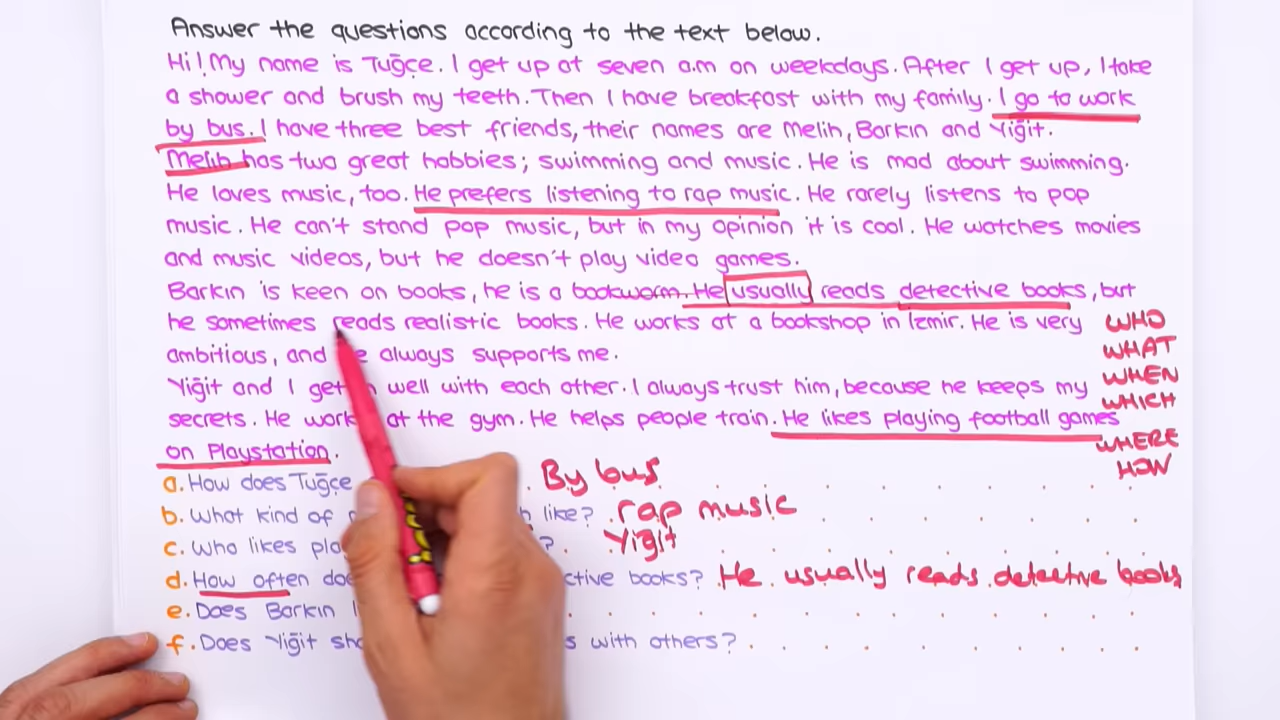 Answer the questions according to the text below.
Hi! My name is Tuğçe. I get up at seven a.m on weekdays. After I get up, I take
a shower and brush my teeth. Then I have breakfast with my family. I go to work
by bus. I have three best friends, their names are Melih, Barkın and Yiğit.
Melih has two great hobbies; swimming and music. He is mad about swimming.
He loves music, too. He prefers listening to rap music. He rarely listens to pop
music. He can't stand pop music, but in my opinion it is cool. He watches movies
and music videos, but he doesn't play video games.
Barkın is keen on books, he is a bookworm. He usually reads detective books, but
he sometimes reads realistic books. He works at a bookshop in İzmir. He is very
ambitious, and always supports me.
Yiğit and I get well with each other. I always trust him, because he keeps my
secrets. He at the gym. He helps people train. He likes playing football games
on Playstation.
WHO
WHAT
WHEN
WHICH
WHERE
HOW
a. How does Tuğçe By bus
b. What kind of like? rap music
c. Who likes ? Yiğit
d. How often books? He usually reads detective books
e. Does Barkın
f. Does Yiğit with others?